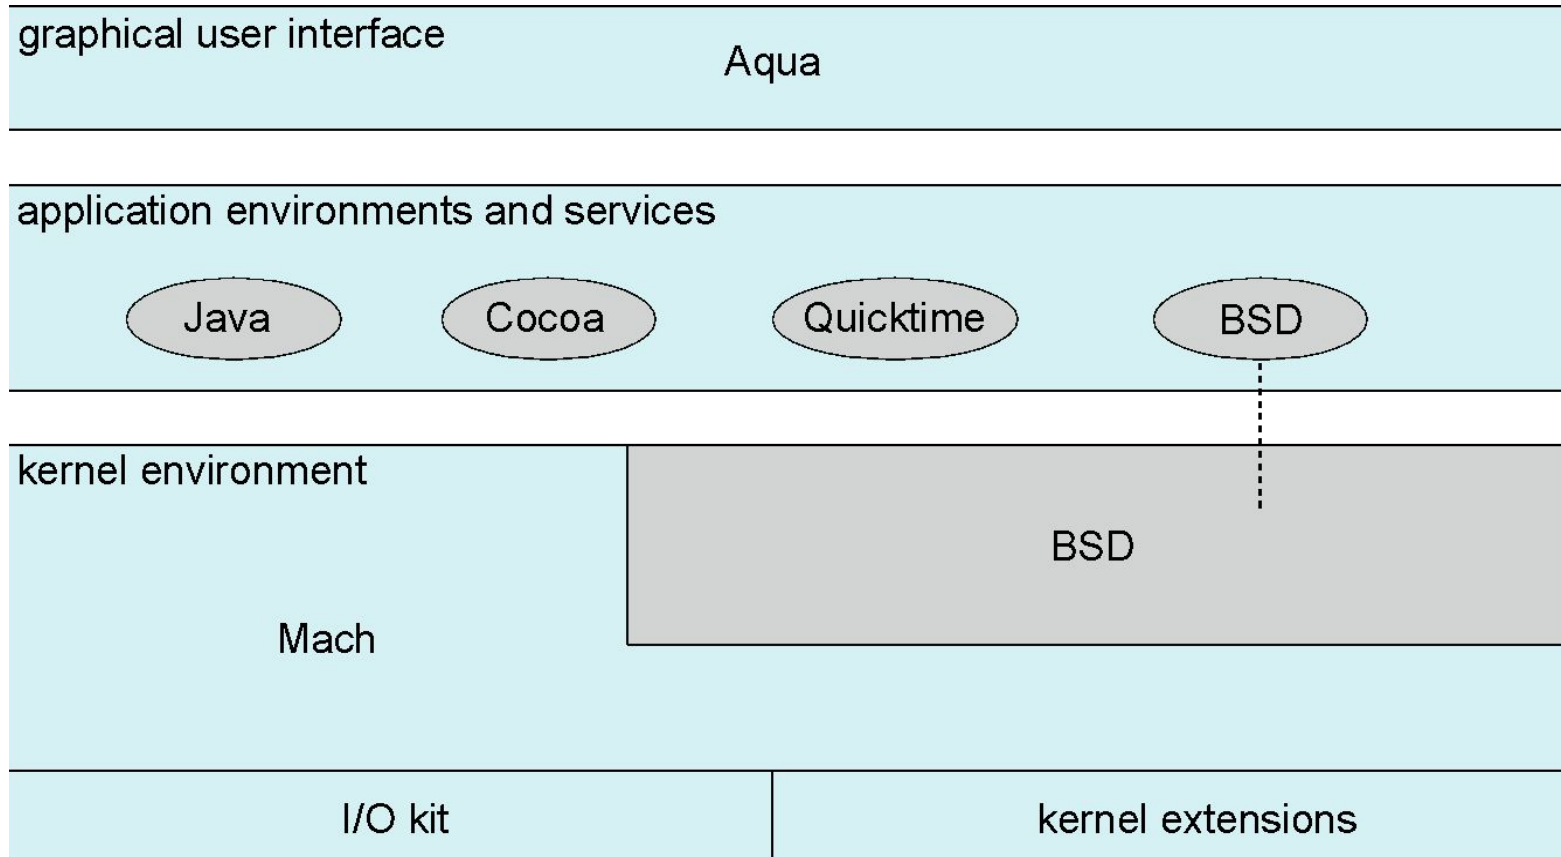 graphical user interface
Aqua
application environments and services
Java
Cocoa
Quicktime
BSD
kernel environment
BSD
Mach
I/O kit
kernel extensions